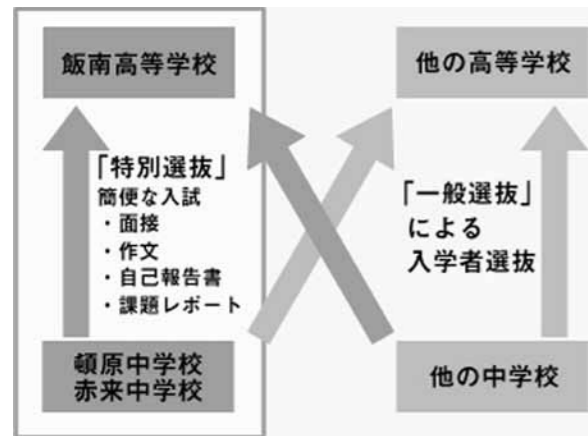 飯南高等学校
他の高等学校
「特別選抜」
簡便な入試
・面接
・作文
・自己報告書
・課題レポート
「一般選抜」
による
入学者選抜
頓原中学校
赤来中学校
他の中学校